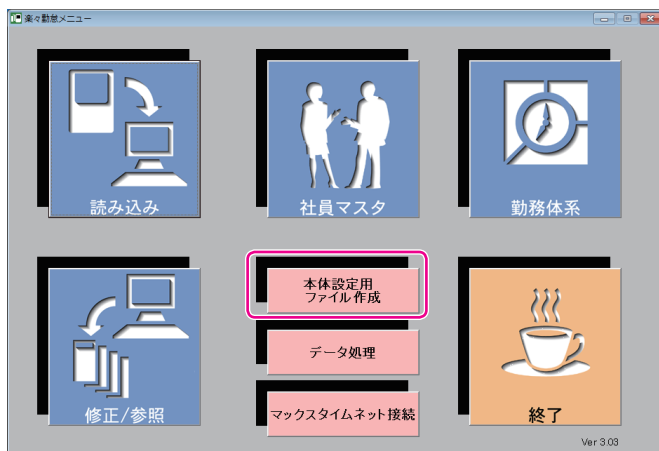 楽々勤怠メニュー
読み込み
社員マスタ
勤務体系
修正/参照
本体設定用
ファイル作成
データ処理
マックスタイムネット接続
終了
Ver 3.03